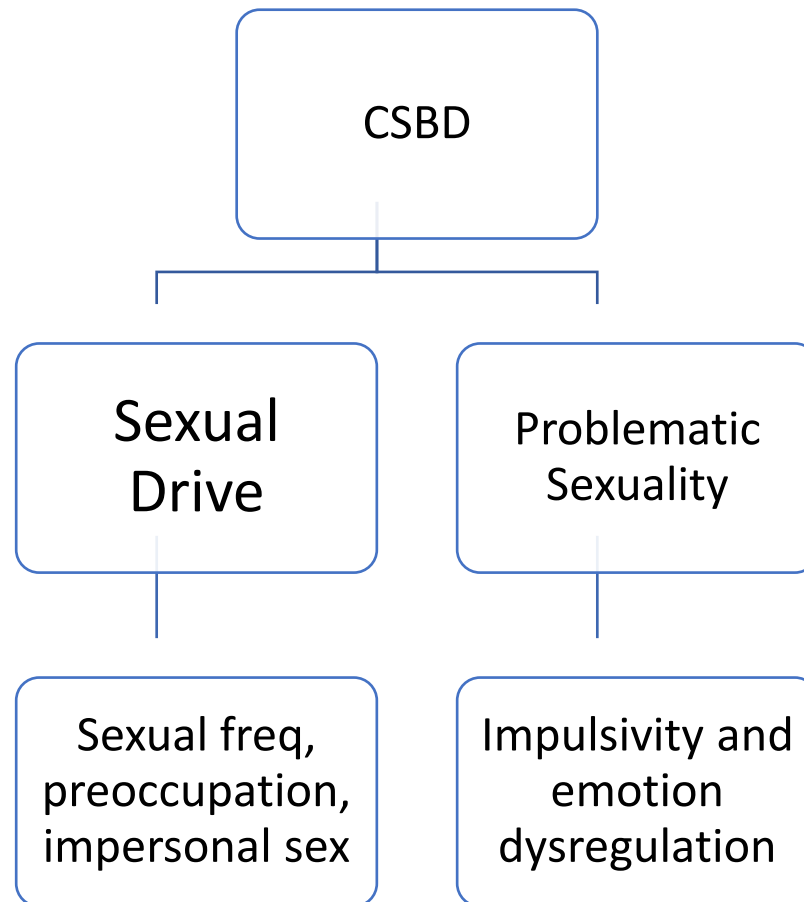 CSBD
Sexual
Drive
Problematic
Sexuality
Sexual freq,
preoccupation,
impersonal sex
Impulsivity and
emotion
dysregulation